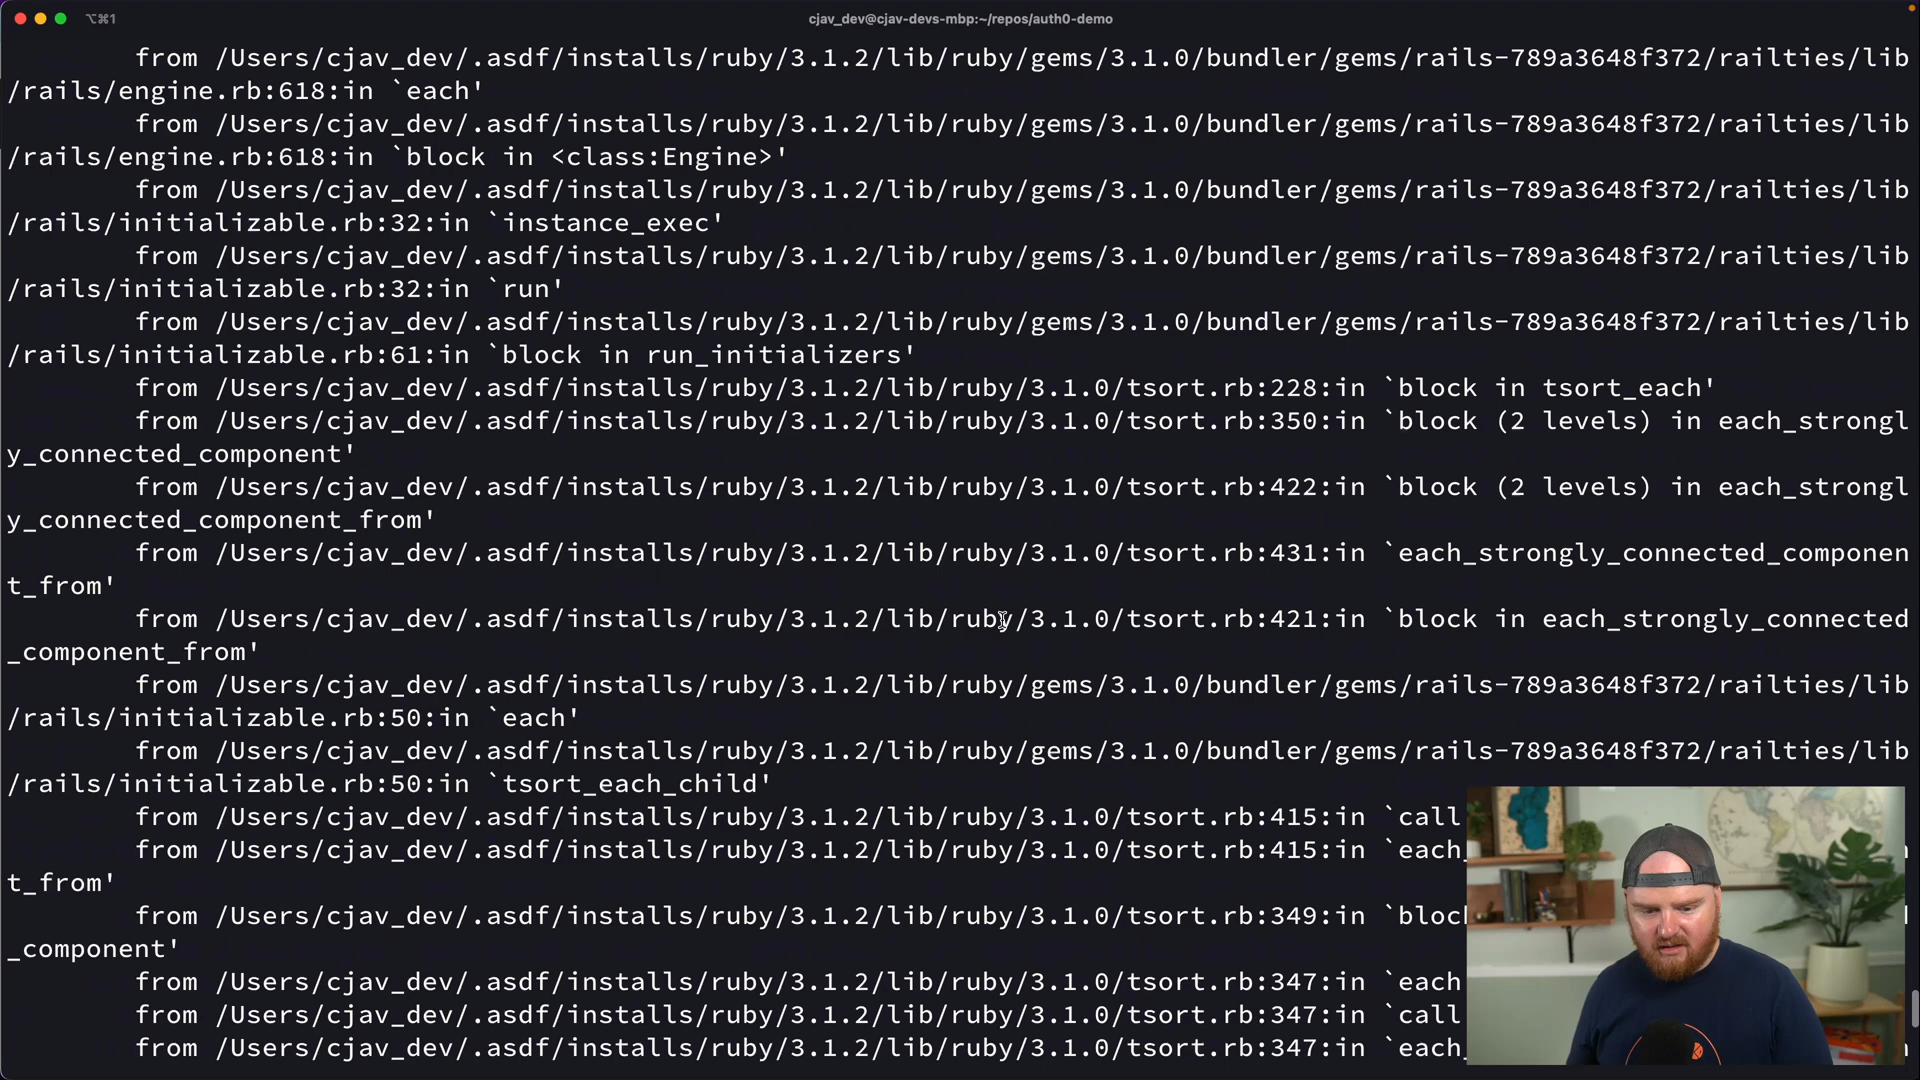 ⌥⌘1
cjav_dev@cjav-devs-mbp:~/repos/auth0-demo
from /Users/cjav_dev/.asdf/installs/ruby/3.1.2/lib/ruby/gems/3.1.0/bundler/gems/rails-789a3648f372/railties/lib
/rails/engine.rb:618:in `each'
from /Users/cjav_dev/.asdf/installs/ruby/3.1.2/lib/ruby/gems/3.1.0/bundler/gems/rails-789a3648f372/railties/lib
/rails/engine.rb:618:in `block in <class:Engine>'
from /Users/cjav_dev/.asdf/installs/ruby/3.1.2/lib/ruby/gems/3.1.0/bundler/gems/rails-789a3648f372/railties/lib
/rails/initializable.rb:32:in `instance_exec'
from /Users/cjav_dev/.asdf/installs/ruby/3.1.2/lib/ruby/gems/3.1.0/bundler/gems/rails-789a3648f372/railties/lib
/rails/initializable.rb:32:in `run'
from /Users/cjav_dev/.asdf/installs/ruby/3.1.2/lib/ruby/gems/3.1.0/bundler/gems/rails-789a3648f372/railties/lib
/rails/initializable.rb:61:in `block in run_initializers'
from /Users/cjav_dev/.asdf/installs/ruby/3.1.2/lib/ruby/3.1.0/tsort.rb:228:in `block in tsort_each'
from /Users/cjav_dev/.asdf/installs/ruby/3.1.2/lib/ruby/3.1.0/tsort.rb:350:in `block (2 levels) in each_strongl
y_connected_component'
from /Users/cjav_dev/.asdf/installs/ruby/3.1.2/lib/ruby/3.1.0/tsort.rb:422:in `block (2 levels) in each_strongl
y_connected_component_from'
from /Users/cjav_dev/.asdf/installs/ruby/3.1.2/lib/ruby/3.1.0/tsort.rb:431:in `each_strongly_connected_componen
t_from'
from /Users/cjav_dev/.asdf/installs/ruby/3.1.2/lib/ruby/3.1.0/tsort.rb:421:in `block in each_strongly_connected
_component_from'
from /Users/cjav_dev/.asdf/installs/ruby/3.1.2/lib/ruby/gems/3.1.0/bundler/gems/rails-789a3648f372/railties/lib
/rails/initializable.rb:50:in `each'
from /Users/cjav_dev/.asdf/installs/ruby/3.1.2/lib/ruby/gems/3.1.0/bundler/gems/rails-789a3648f372/railties/lib
/rails/initializable.rb:50:in `tsort_each_child'
from /Users/cjav_dev/.asdf/installs/ruby/3.1.2/lib/ruby/3.1.0/tsort.rb:415:in `call
from /Users/cjav_dev/.asdf/installs/ruby/3.1.2/lib/ruby/3.1.0/tsort.rb:415:in `each_
t_from'
from /Users/cjav_dev/.asdf/installs/ruby/3.1.2/lib/ruby/3.1.0/tsort.rb:349:in `bloc
_component'
from /Users/cjav_dev/.asdf/installs/ruby/3.1.2/lib/ruby/3.1.0/tsort.rb:347:in `each
from /Users/cjav_dev/.asdf/installs/ruby/3.1.2/lib/ruby/3.1.0/tsort.rb:347:in `call
from /Users/cjav_dev/.asdf/installs/ruby/3.1.2/lib/ruby/3.1.0/tsort.rb:347:in `each_